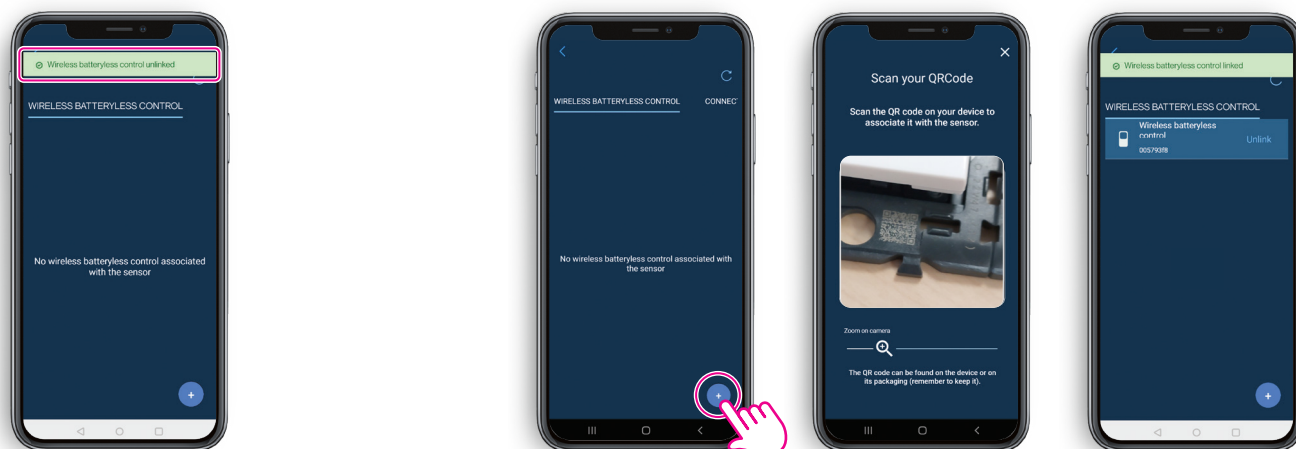 Wireless batteryless control unlinked
WIRELESS BATTERYLESS CONTROL
No wireless batteryless control associated
with the sensor
+
WIRELESS BATTERYLESS CONTROL CONNEC
No wireless batteryless control associated with
the sensor
+
Scan your QRCode
Scan the QR code on your device to
associate it with the sensor.
Zoom on camera
The QR code can be found on the device or on
its packaging (remember to keep it).
Wireless batteryless control linked
WIRELESS BATTERYLESS CONTROL
Wireless batteryless
control
Unlink
005793f8
+